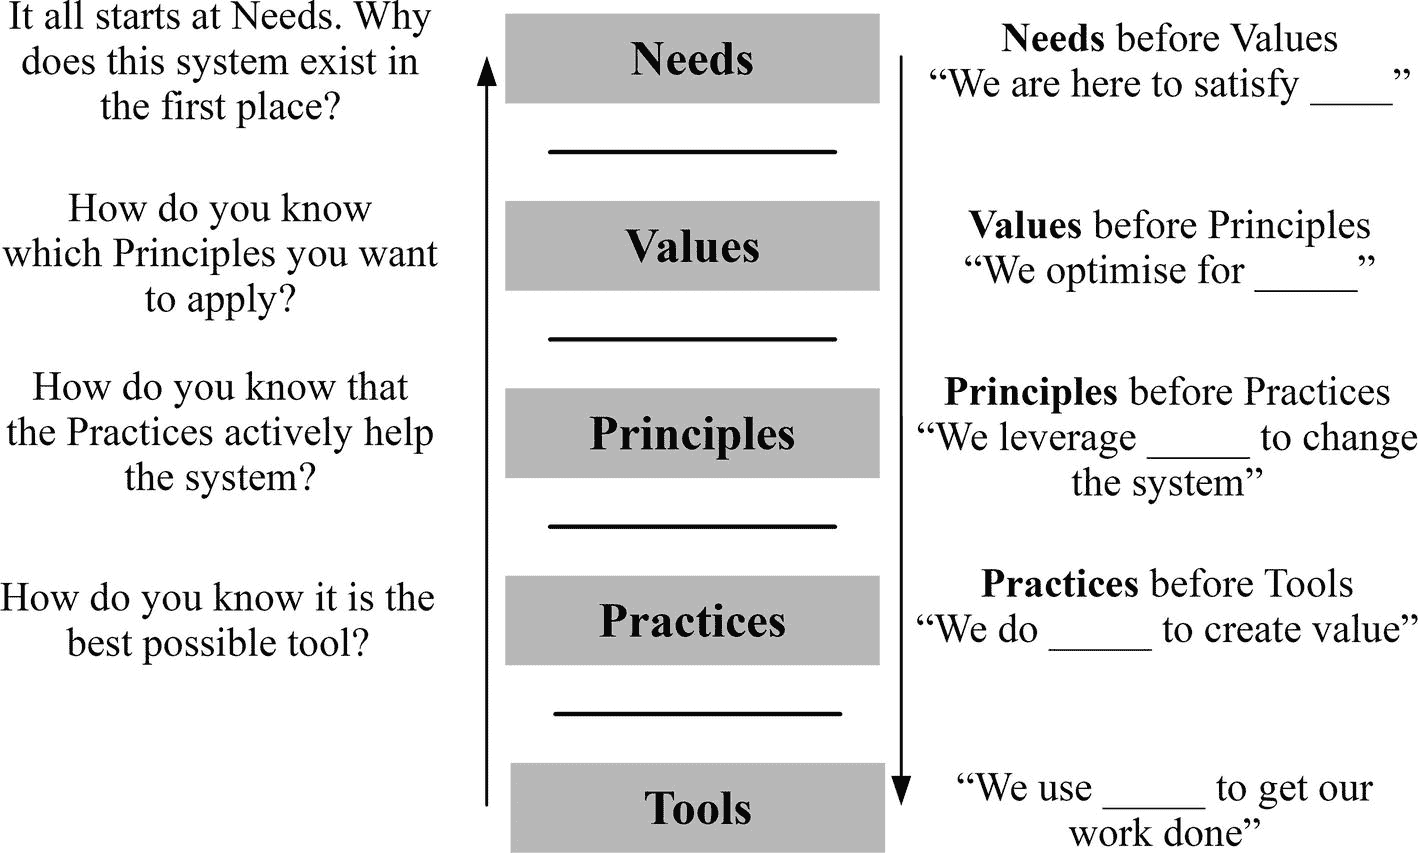 It all starts at Needs. Why
does this system exist in
the first place?
Needs
Needs before Values
“We are here to satisfy ____”
How do you know
which Principles you want
to apply?
Values
Values before Principles
“We optimise for _____”
How do you know that
the Practices actively help
the system?
Principles
Principles before Practices
“We leverage _____ to change
the system”
How do you know it is the
best possible tool?
Practices
Practices before Tools
“We do _____ to create value”
Tools
“We use _____ to get our
work done”